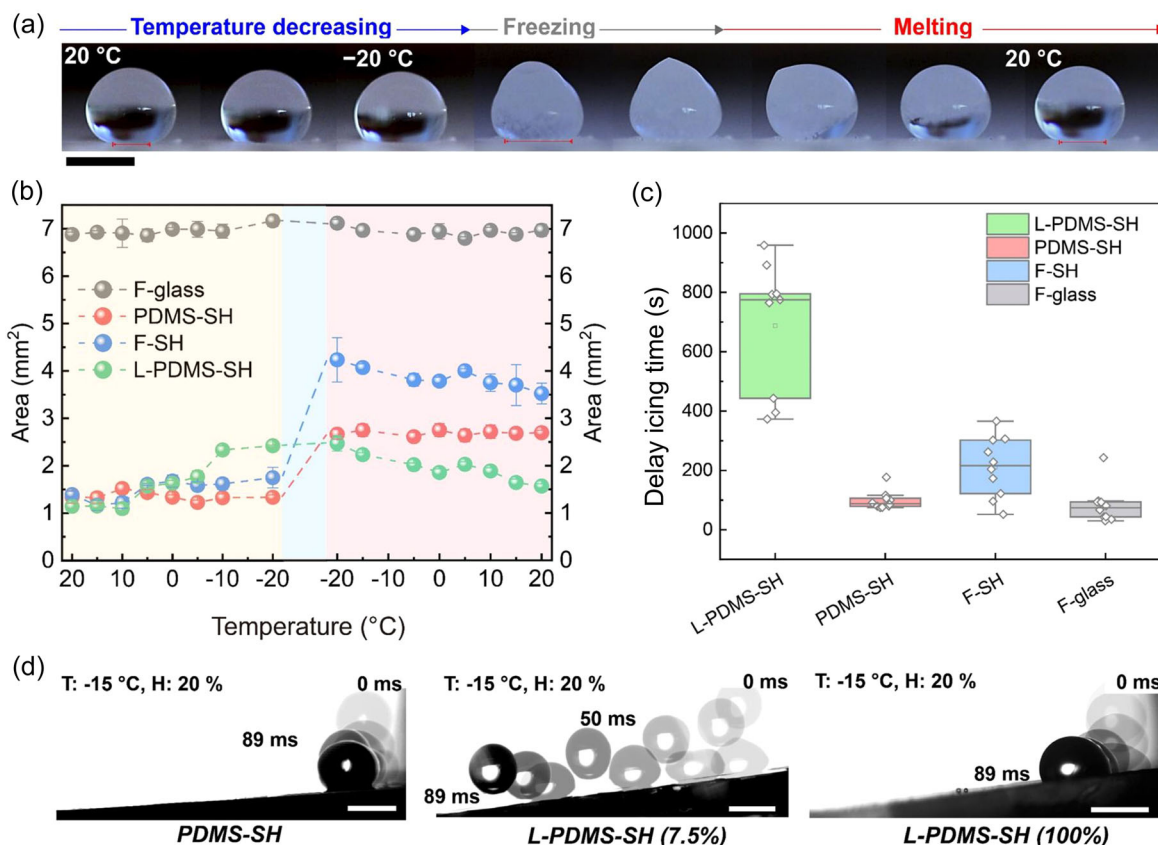 (a)
Temperature decreasing
Freezing
Melting
20 °C
−20 °C
20 °C
(b)
Area (mm²)
7
6
5
4
3
2
1
0
F-glass
PDMS-SH
F-SH
L-PDMS-SH
7
6
5
4
3
2
1
0
Area (mm²)
20 10 0 -10 -20 -20 -10 0 10 20
Temperature (°C)
(c)
Delay icing time (s)
1000
800
600
400
200
0
L-PDMS-SH
PDMS-SH
F-SH
F-glass
L-PDMS-SH
PDMS-SH
F-SH
F-glass
(d)
T: -15 °C, H: 20 %
0 ms
89 ms
PDMS-SH
T: -15 °C, H: 20 %
0 ms
50 ms
89 ms
L-PDMS-SH (7.5%)
T: -15 °C, H: 20 %
0 ms
89 ms
L-PDMS-SH (100%)